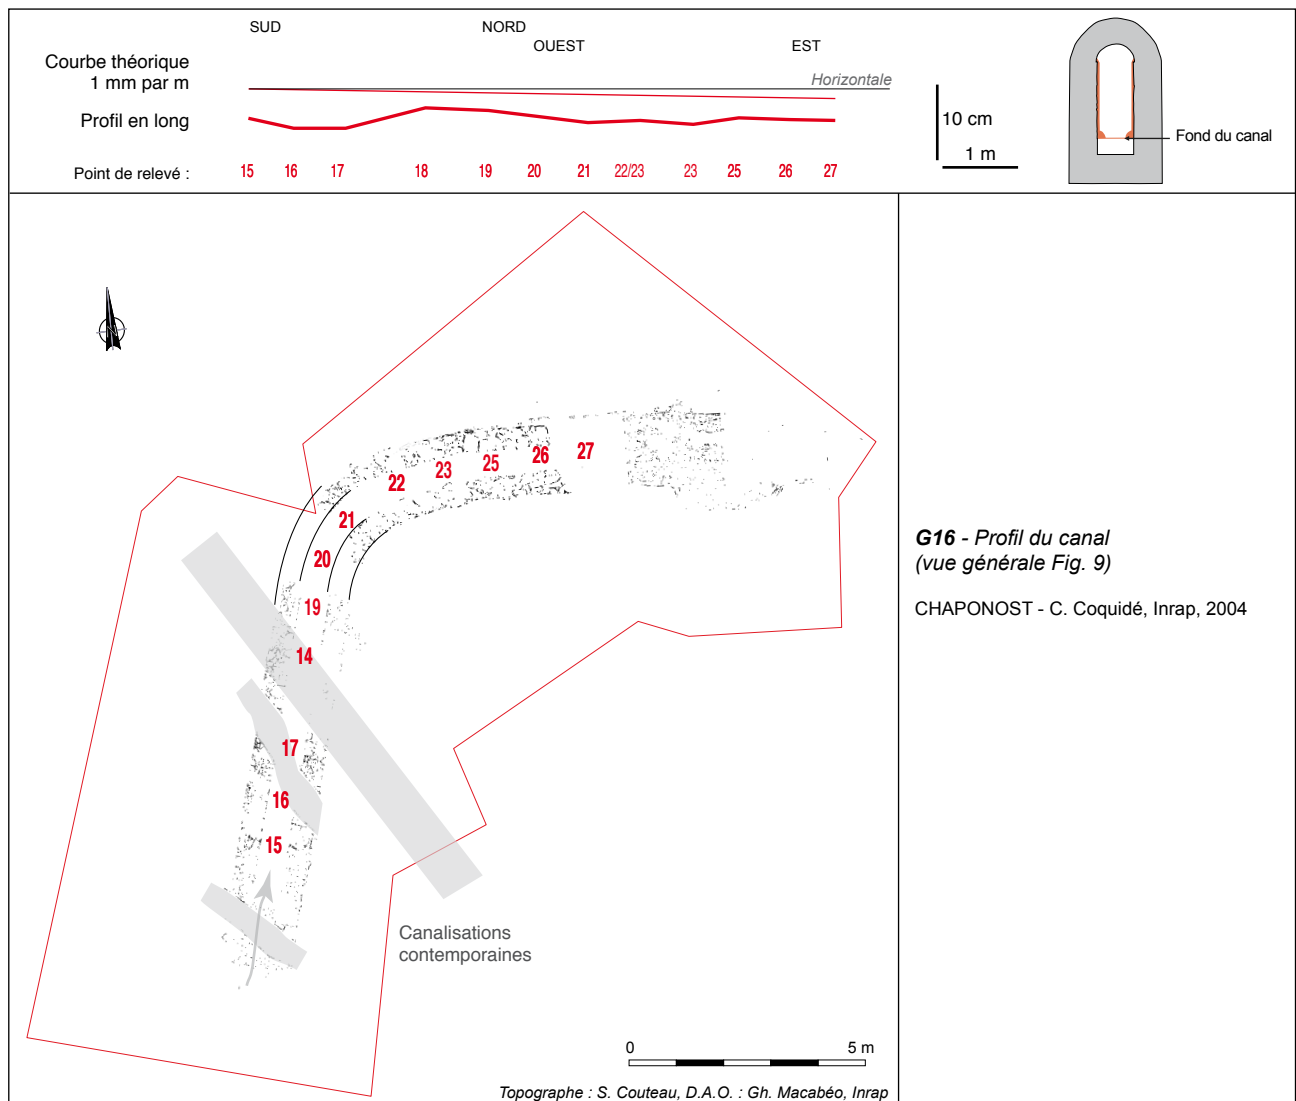 SUD
NORD
OUEST
EST
Courbe théorique
1 mm par m
Horizontale
Profil en long
10 cm
1 m
Fond du canal
Point de relevé :
15 16 17 18 19 20 21 22/23 23 25 26 27
27
26
25
23
22
21
20
19
14
17
16
15
Canalisations
contemporaines
0 5 m
Topographe : S. Couteau, D.A.O. : Gh. Macabéo, Inrap
G16 - Profil du canal
(vue générale Fig. 9)
CHAPONOST - C. Coquidé, Inrap, 2004